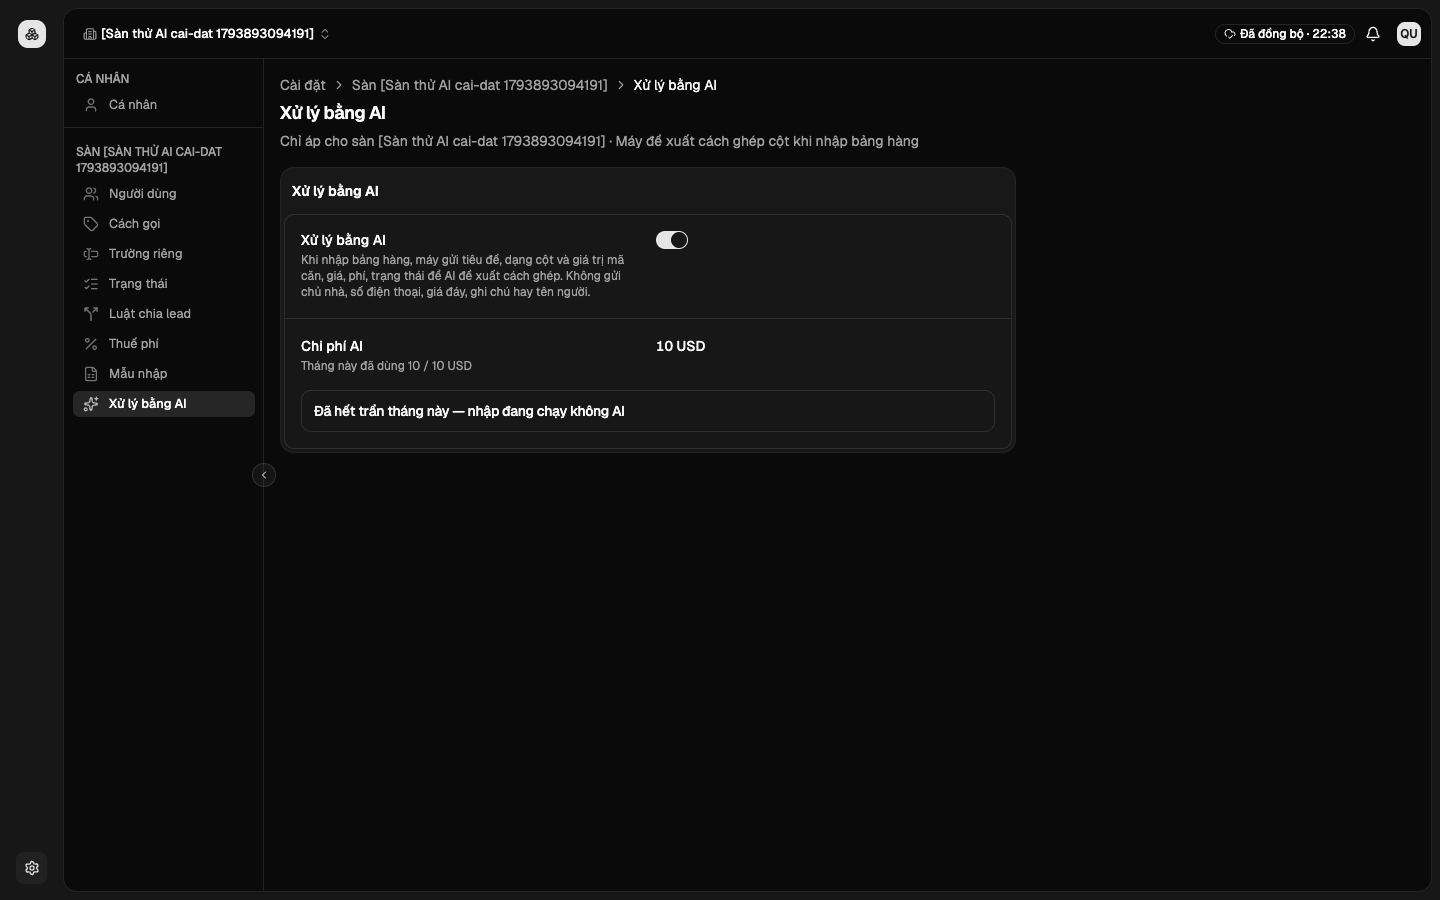 [Sàn thử AI cai-dat 1793893094191]
Đã đồng bộ · 22:38
QU
CÁ NHÂN
Cá nhân
SÀN [SÀN THỬ AI CAI-DAT
1793893094191]
Người dùng
Cách gọi
Trường riêng
Trạng thái
Luật chia lead
Thuế phí
Mẫu nhập
Xử lý bằng AI
Cài đặt > Sàn [Sàn thử AI cai-dat 1793893094191] > Xử lý bằng AI
Xử lý bằng AI
Chỉ áp cho sàn [Sàn thử AI cai-dat 1793893094191] · Máy đề xuất cách ghép cột khi nhập bảng hàng
Xử lý bằng AI
Xử lý bằng AI
Khi nhập bảng hàng, máy gửi tiêu đề, dạng cột và giá trị mã
căn, giá, phí, trạng thái để AI đề xuất cách ghép. Không gửi
chủ nhà, số điện thoại, giá đáy, ghi chú hay tên người.
Chi phí AI
10 USD
Tháng này đã dùng 10 / 10 USD
Đã hết trần tháng này — nhập đang chạy không AI